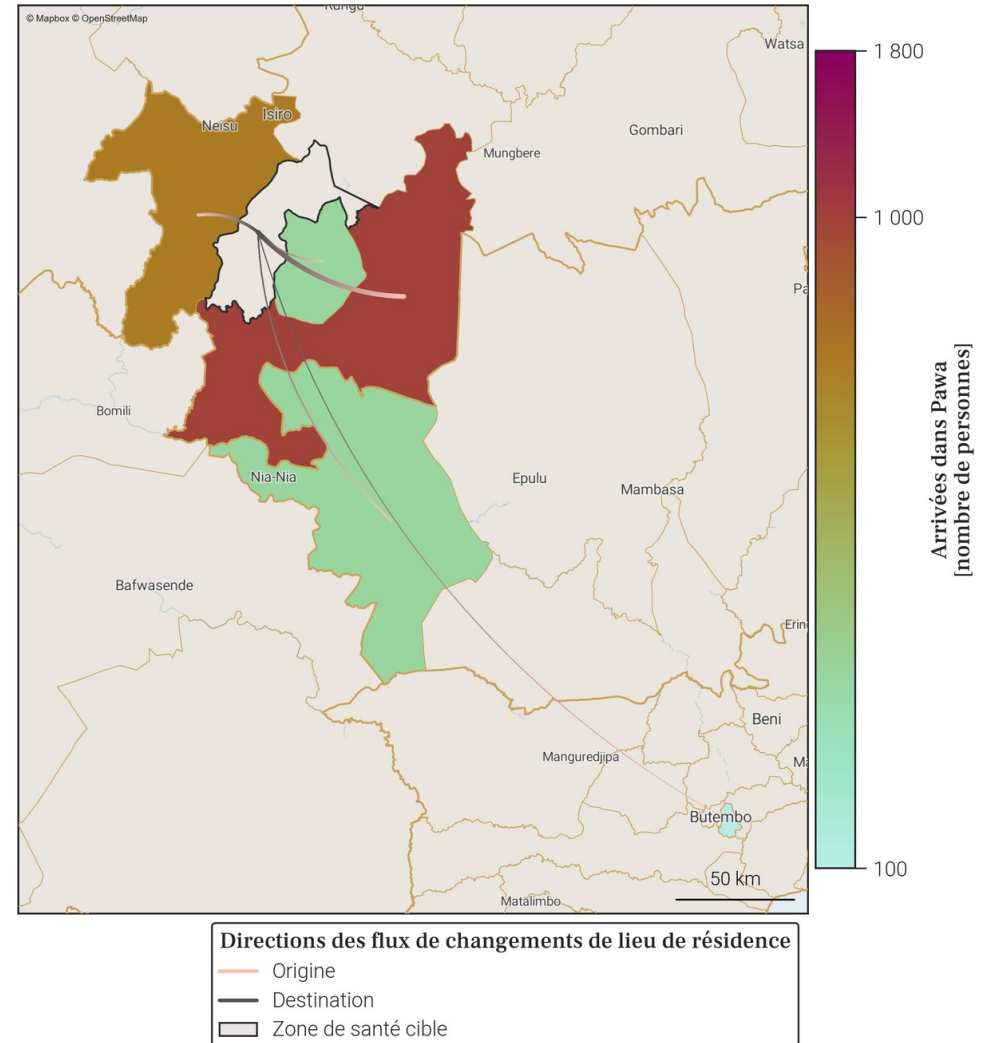 Rungu
© Mapbox © OpenStreetMap
Watsa
Isiro
Neisu
Gombari
Mungbere
Bomili
Nia-Nia
Epulu
Mambasa
Bafwasende
Beni
Manguredjipa
Butembo
50 km
Matalimbo
1 800
1 000
100
Arrivées dans Pawa
[nombre de personnes]
Directions des flux de changements de lieu de résidence
Origine
Destination
Zone de santé cible